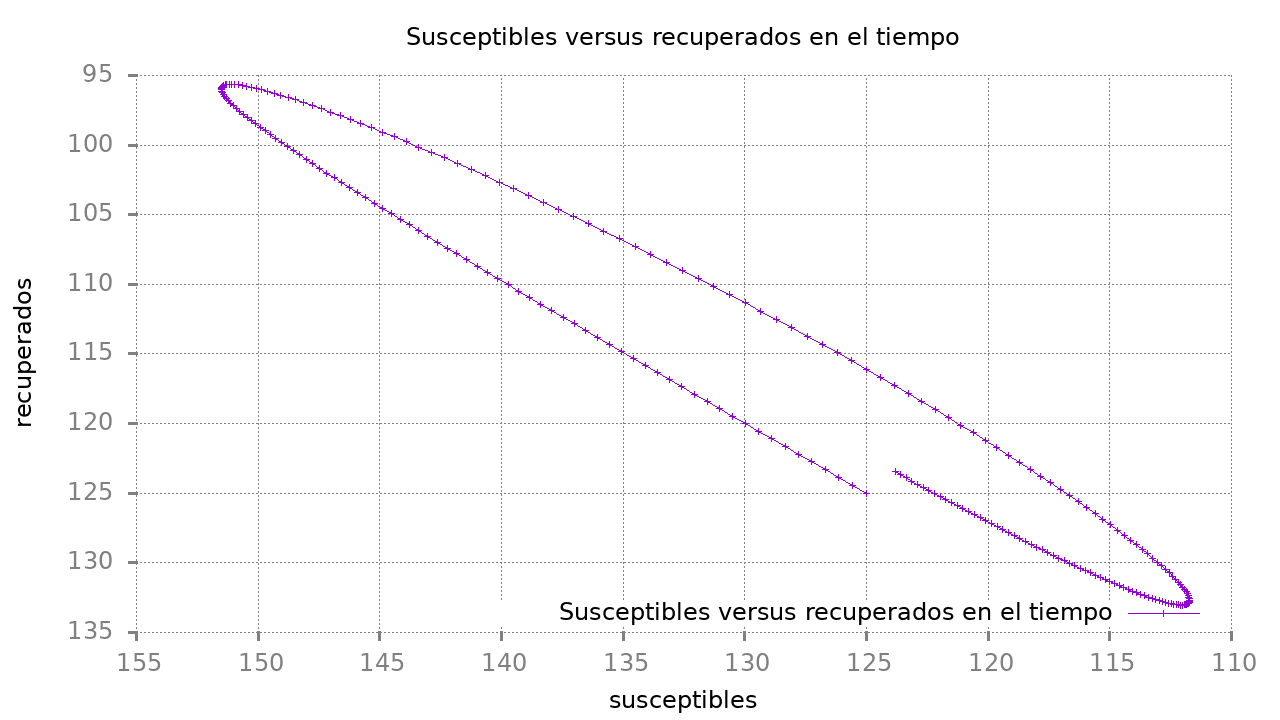 Susceptibles versus recuperados en el tiempo
95
100
105
110
115
120
125
130
135
recuperados
Susceptibles versus recuperados en el tiempo
155 150 145 140 135 130 125 120 115 110
susceptibles